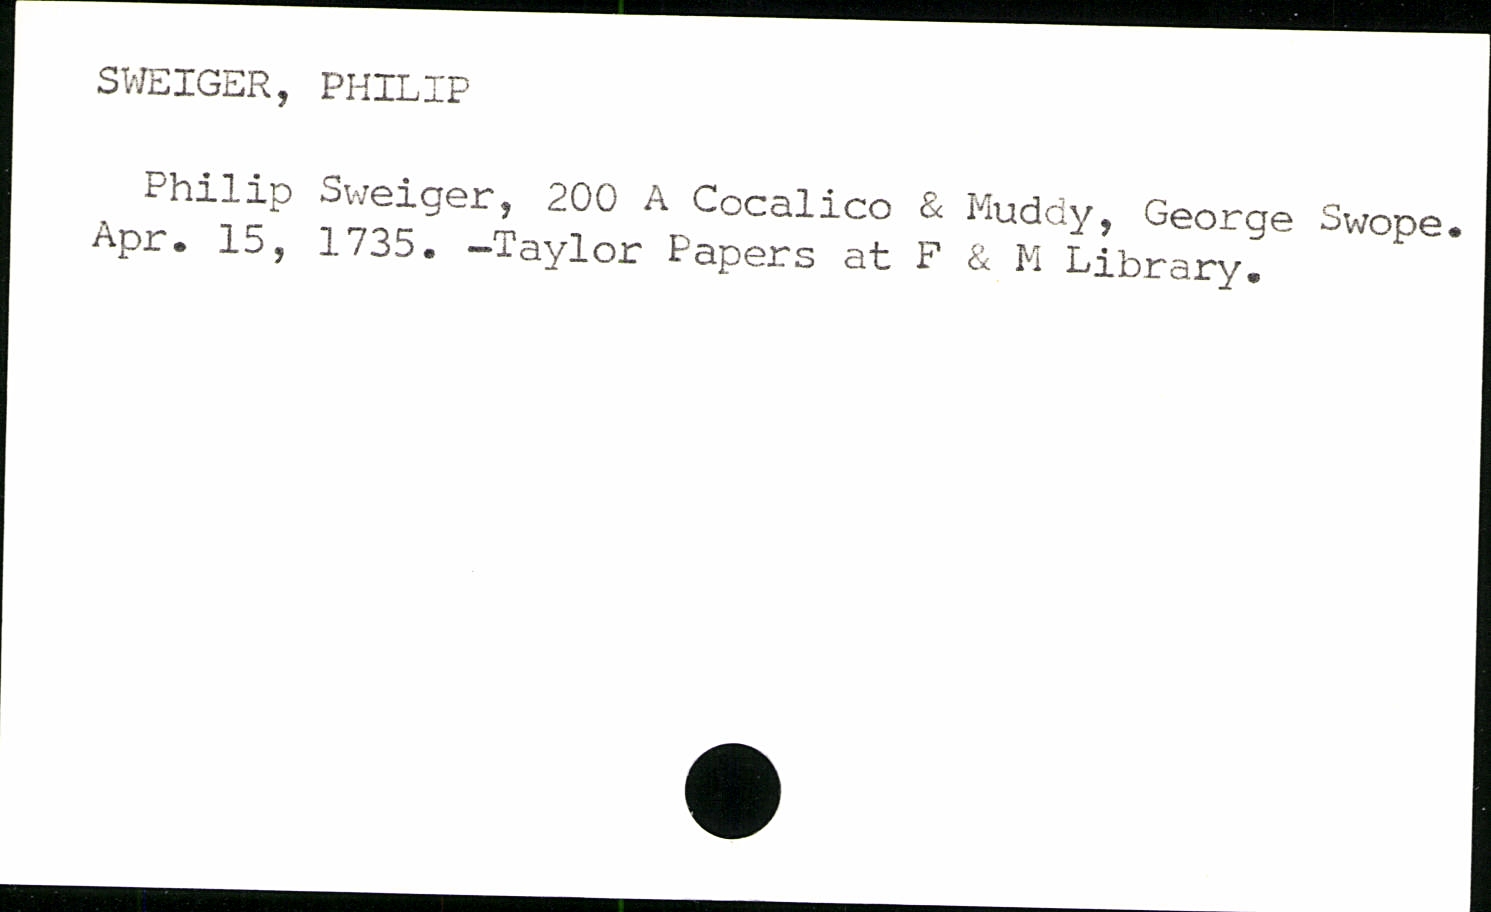 SWEIGER, PHILIP
Philip Sweiger, 200 A Cocalico & Muddy, George Swope.
Apr. 15, 1735. -Taylor Papers at F & M Library.